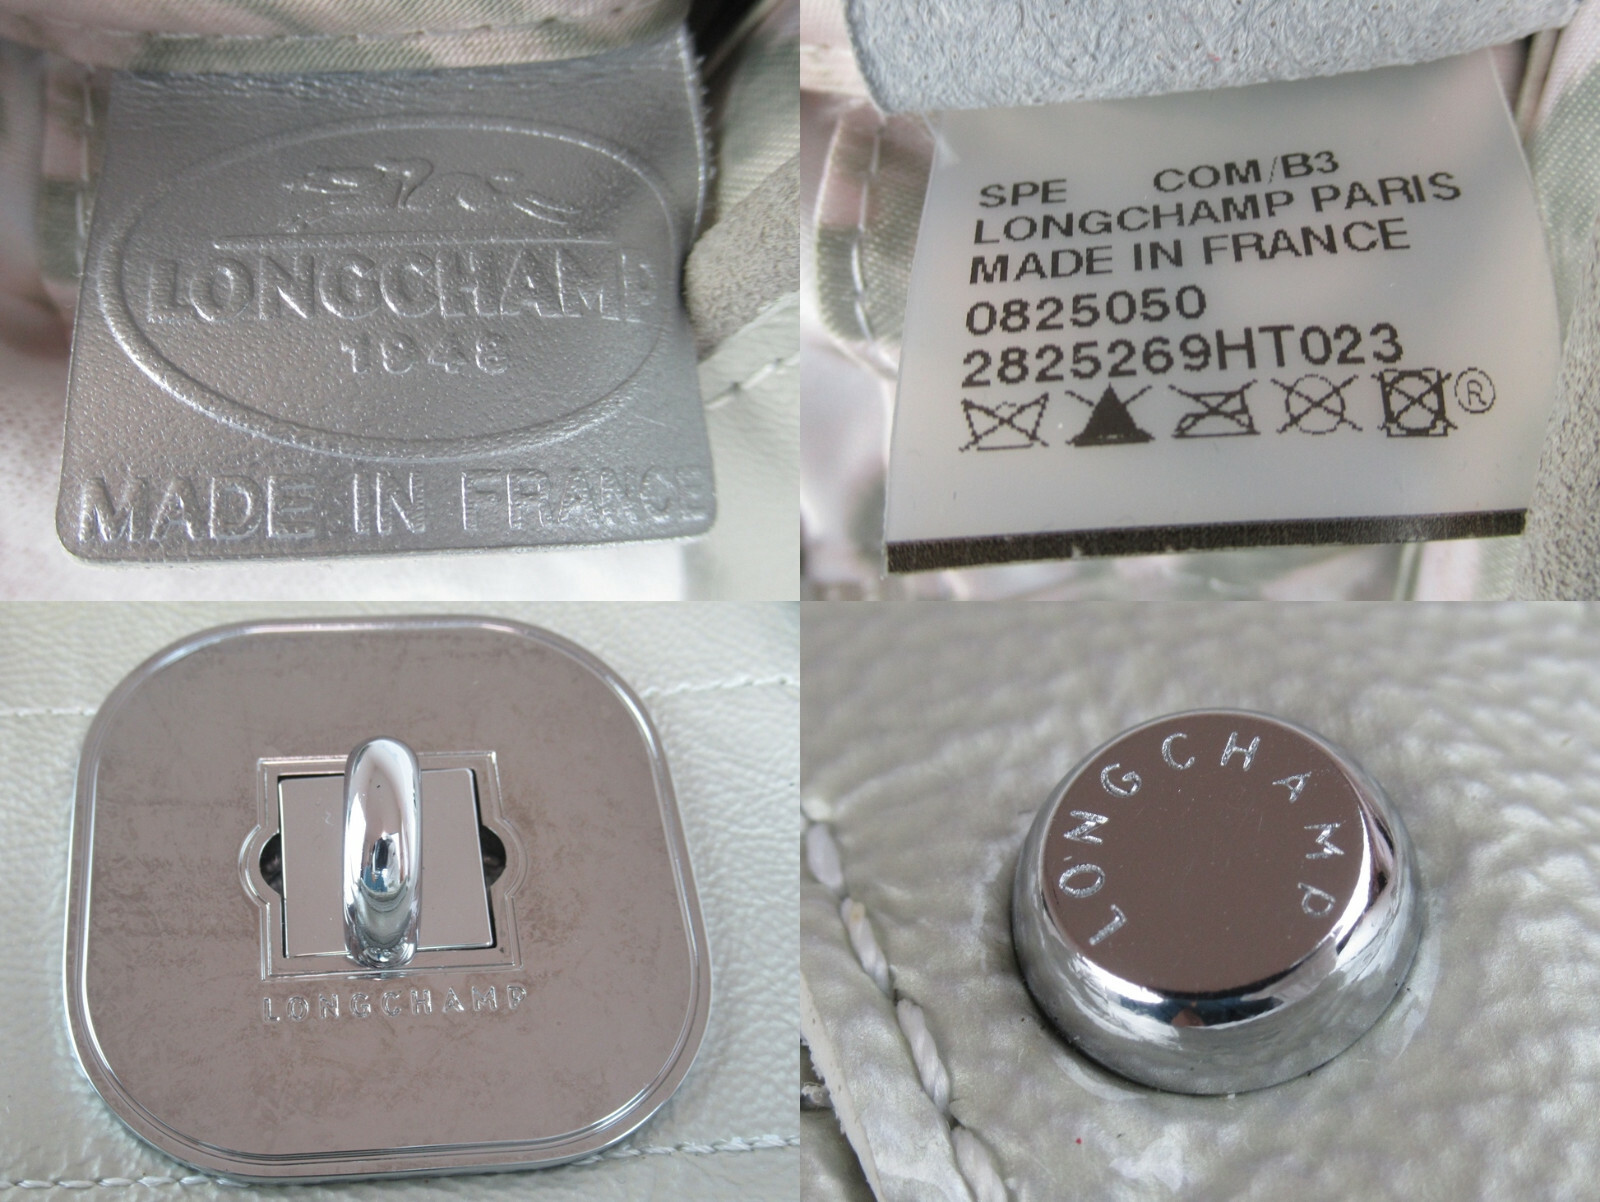 LONGCHAMP
1948
MADE IN FRANCE
SPE COM/B3
LONGCHAMP PARIS
MADE IN FRANCE
0825050
2825269HT023
®
LONGCHAMP
LONGCHAMP